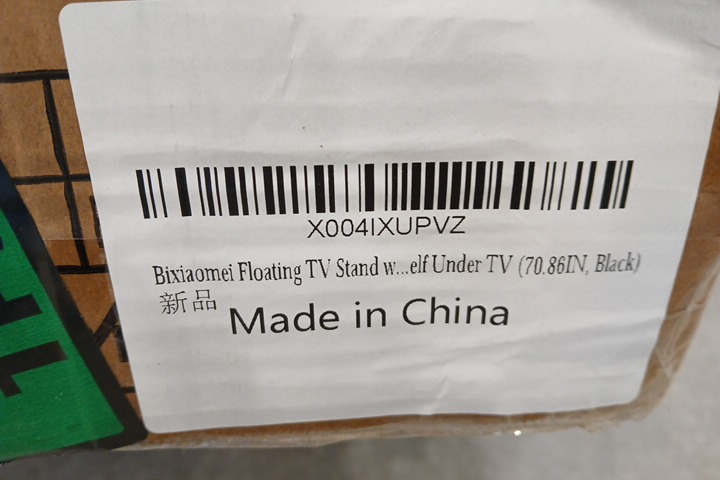 X004IXUPVZ
Bixiaomei Floating TV Stand w...elf Under TV (70.86IN, Black)
新品
Made in China